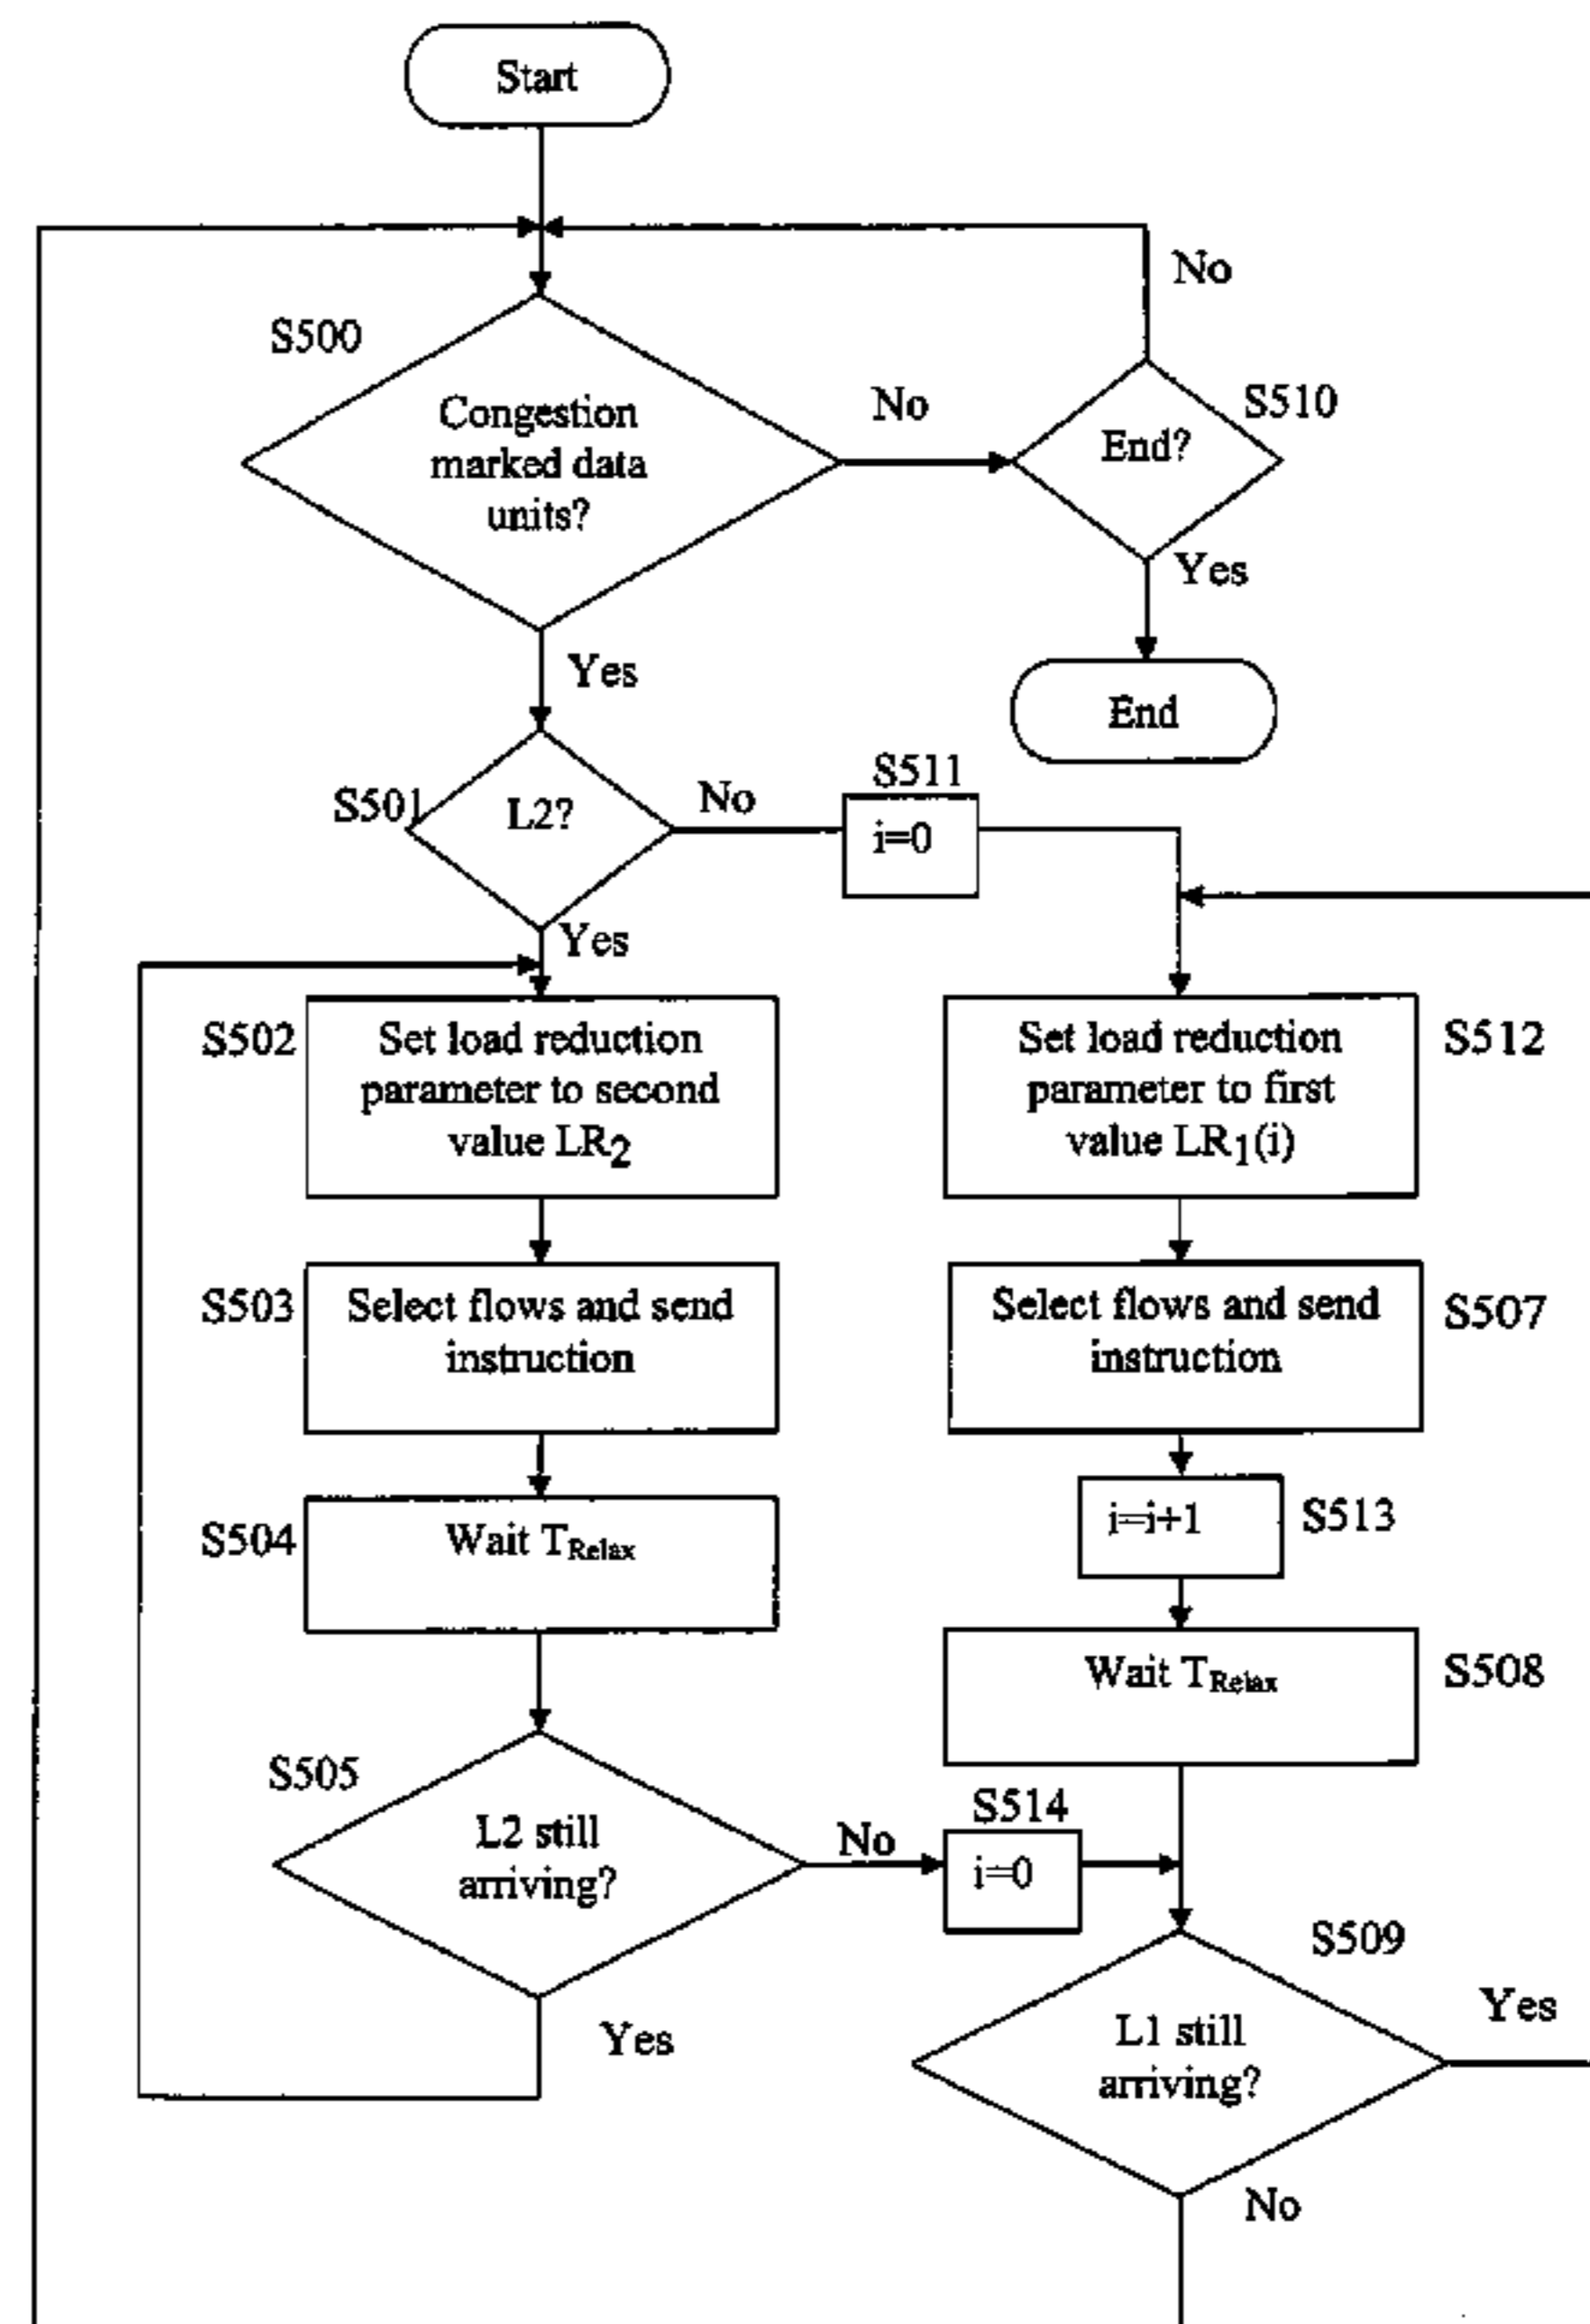 Start
No
S500
Congestion
marked data
units?
No
End?
S510
Yes
Yes
End
S501
L2?
No
S511
i=0
Yes
S502
Set load reduction
parameter to second
value LR2
Set load reduction
parameter to first
value LR1(i)
S512
S503
Select flows and send
instruction
Select flows and send
instruction
S507
i=i+1
S513
S504
Wait TRelax
Wait TRelax
S508
S505
L2 still
arriving?
No
S514
i=0
Yes
S509
L1 still
arriving?
Yes
No